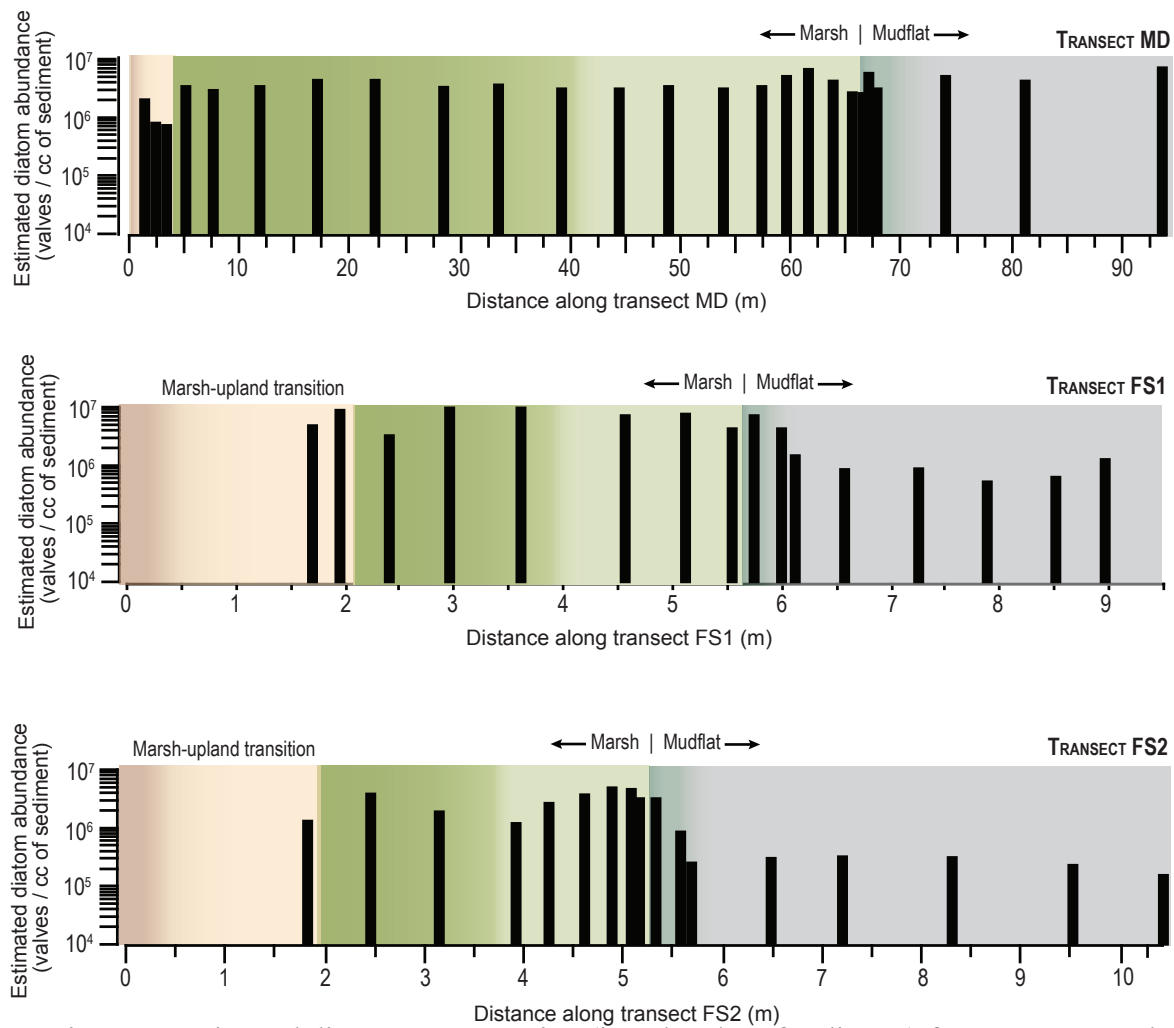 ← Marsh | Mudflat →
TRANSECT MD
Estimated diatom abundance
(valves / cc of sediment)
10⁷
10⁶
10⁵
10⁴
0 10 20 30 40 50 60 70 80 90
Distance along transect MD (m)
Marsh-upland transition
← Marsh | Mudflat →
TRANSECT FS1
Estimated diatom abundance
(valves / cc of sediment)
10⁷
10⁶
10⁵
10⁴
0 1 2 3 4 5 6 7 8 9
Distance along transect FS1 (m)
Marsh-upland transition
← Marsh | Mudflat →
TRANSECT FS2
Estimated diatom abundance
(valves / cc of sediment)
10⁷
10⁶
10⁵
10⁴
0 1 2 3 4 5 6 7 8 9 10
Distance along transect FS2 (m)